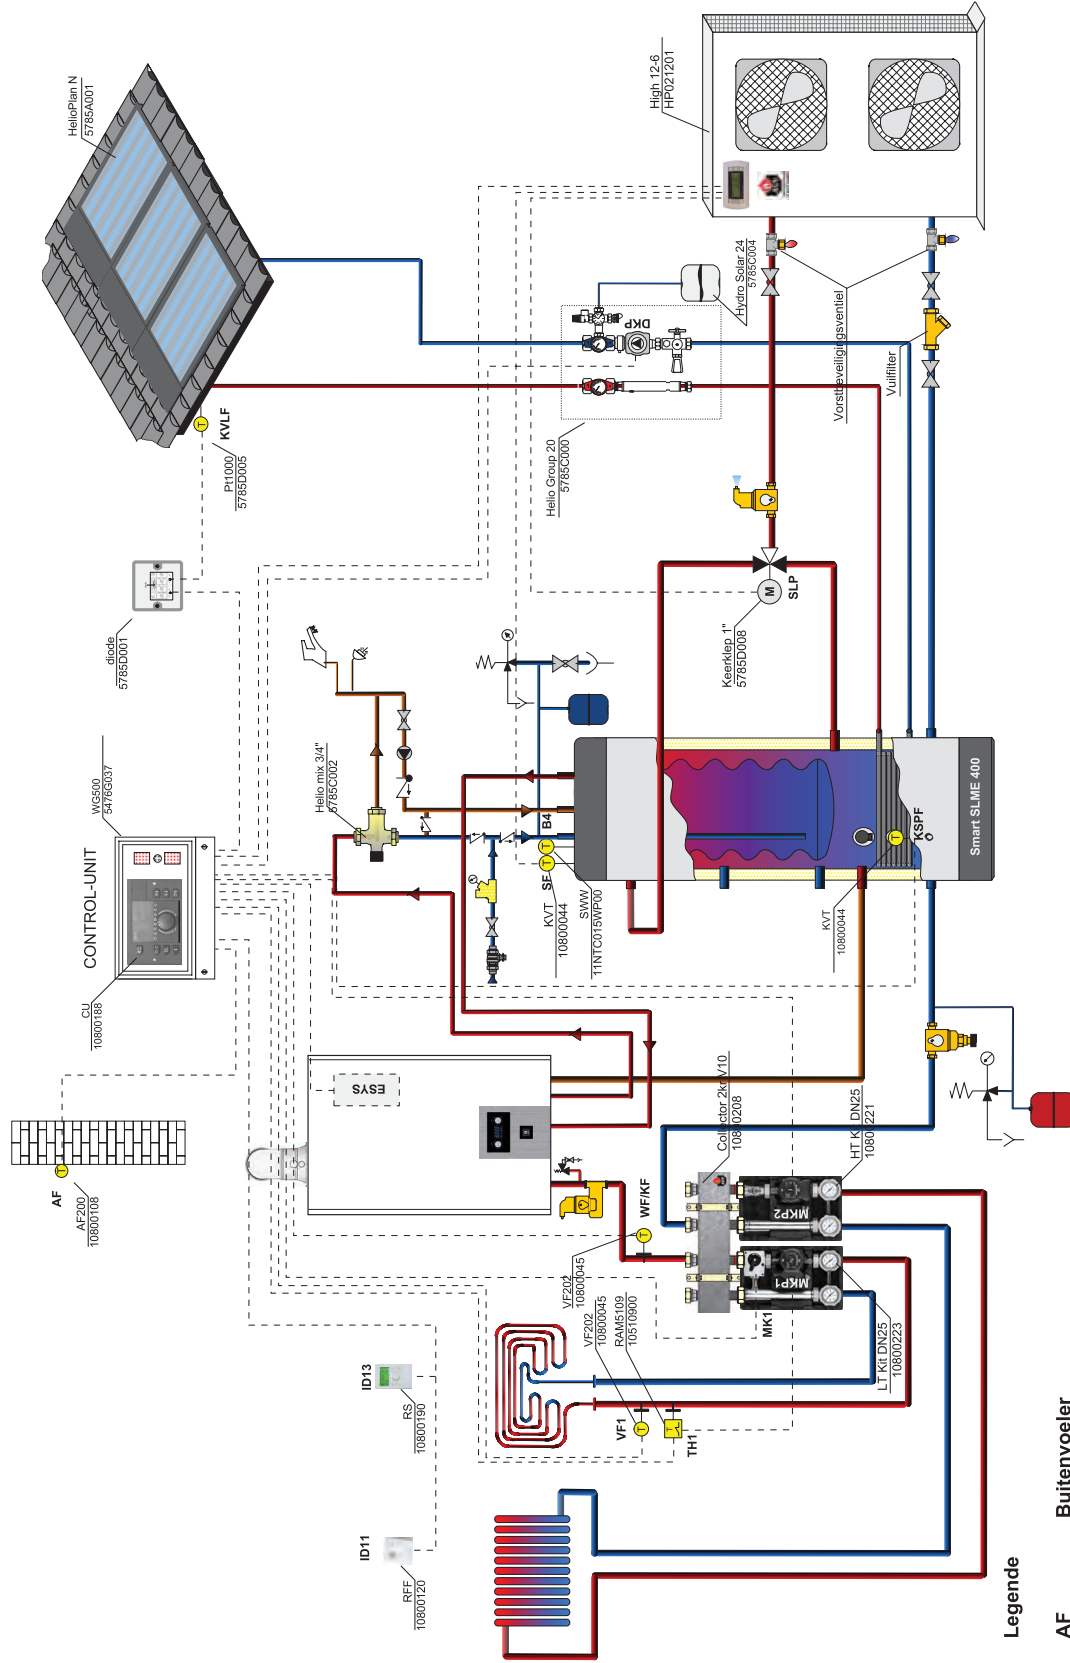 HelioPlan N
5785A001
High 12-6
HP021201
KVLF
Pt1000
5785D005
Hydro Solar 24
5785C004
DKP
Vorstbeveiligingsventiel
Vuilfilter
Helio Group 20
5785C000
diode
5785D001
M
SLP
Keerklep 1"
5785D008
WG500
5476G037
CONTROL-UNIT
CU
10800188
Helio mix 3/4"
5785C002
B4
SF
KVT
10800044
SWW
11NTC015WP00
T
T
T
T
KSPF
KVT
10800044
Smart SLME 400
AF
T
AF200
10800108
ESYS
WF/KF
T
VF202
10800045
Collector 2kr V10
10800208
HT Kit DN25
10800221
MKP2
MKP1
MK1
LT Kit DN25
10800223
VF202
10800045
RAM5109
10510900
VF1
T
TH1
ID13
RS
10800190
ID11
RFF
10800120
Legende
AF Buitenvoeler